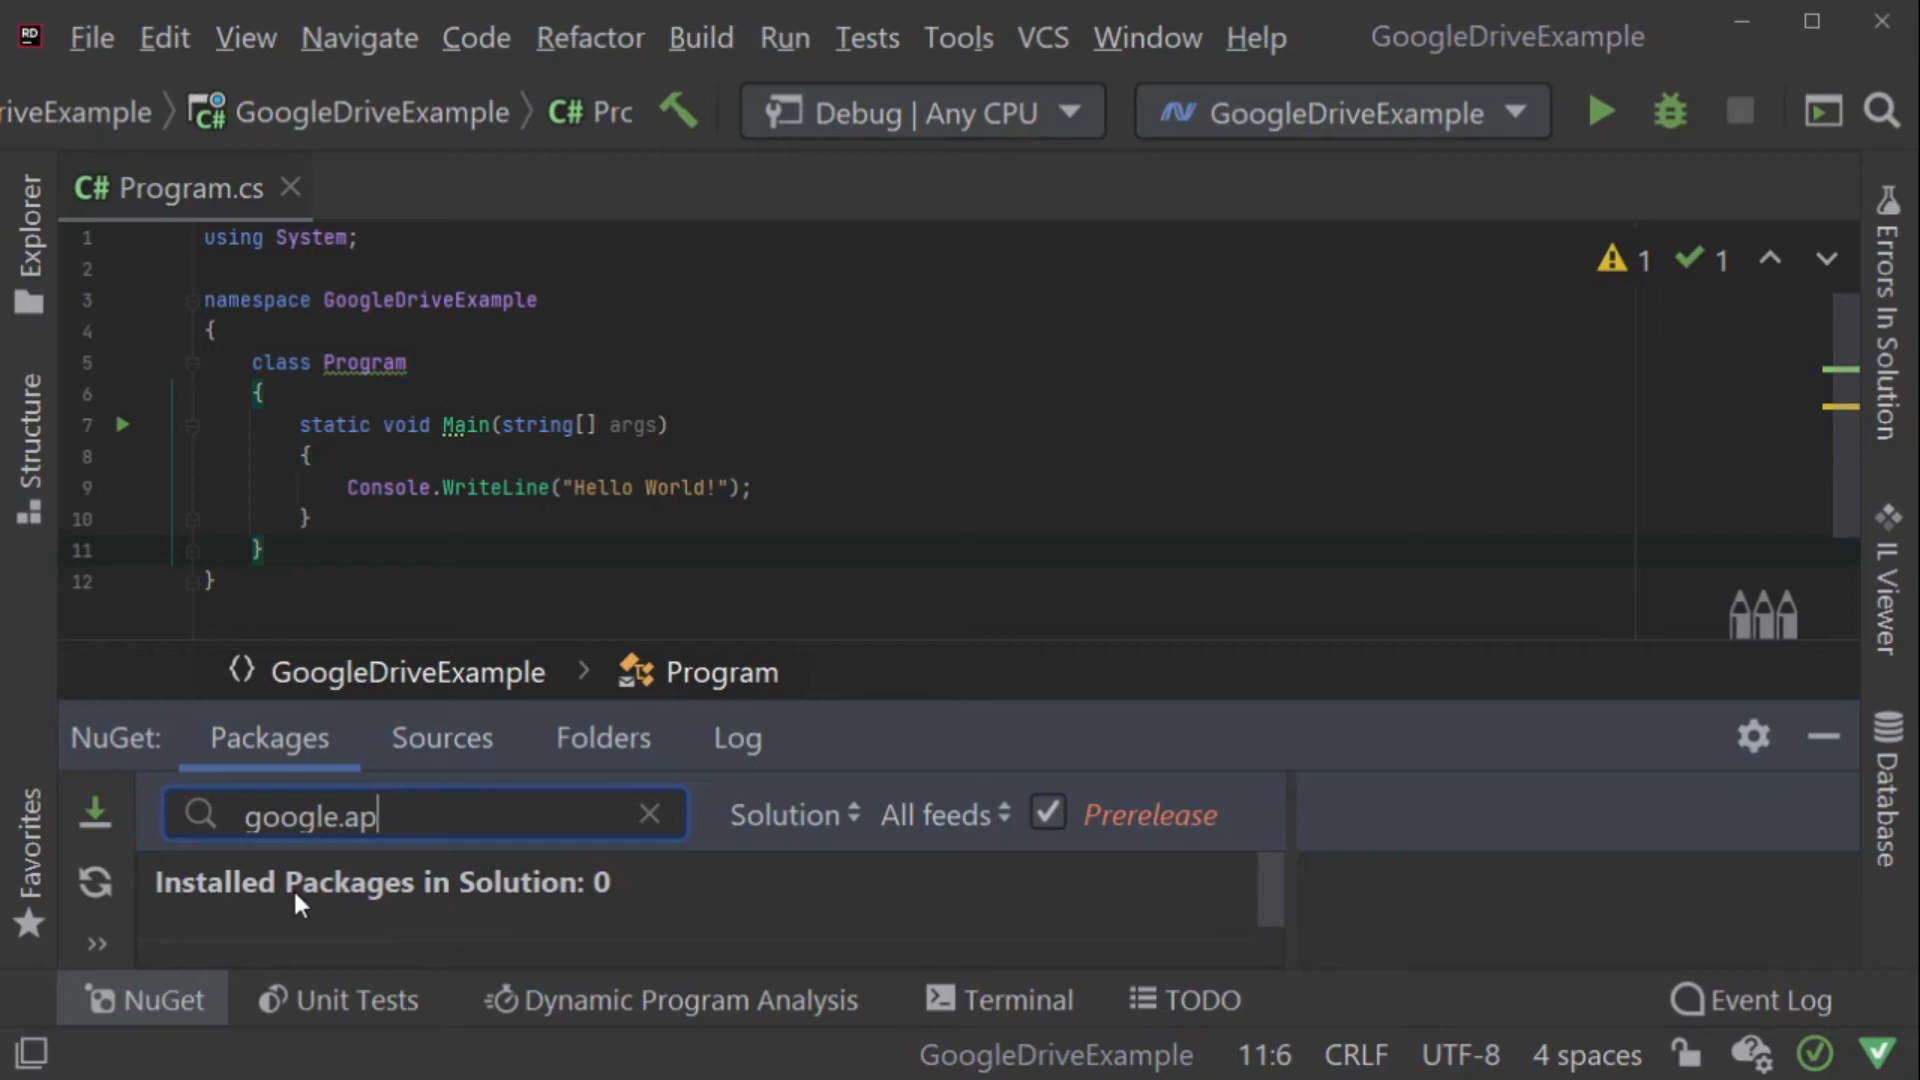 RD File Edit View Navigate Code Refactor Build Run Tests Tools VCS Window Help GoogleDriveExample
riveExample C# GoogleDriveExample C# Prc Debug | Any CPU GoogleDriveExample
C# Program.cs
1 using System;
2
3 namespace GoogleDriveExample
4 {
5 class Program
6 {
7 static void Main(string[] args)
8 {
9 Console.WriteLine("Hello World!");
10 }
11 }
12 }
1 1
Explorer
Structure
Favorites
Errors In Solution
IL Viewer
Database
{} GoogleDriveExample > Program
NuGet: Packages Sources Folders Log
google.ap Solution All feeds Prerelease
Installed Packages in Solution: 0
NuGet Unit Tests Dynamic Program Analysis Terminal TODO Event Log
GoogleDriveExample 11:6 CRLF UTF-8 4 spaces